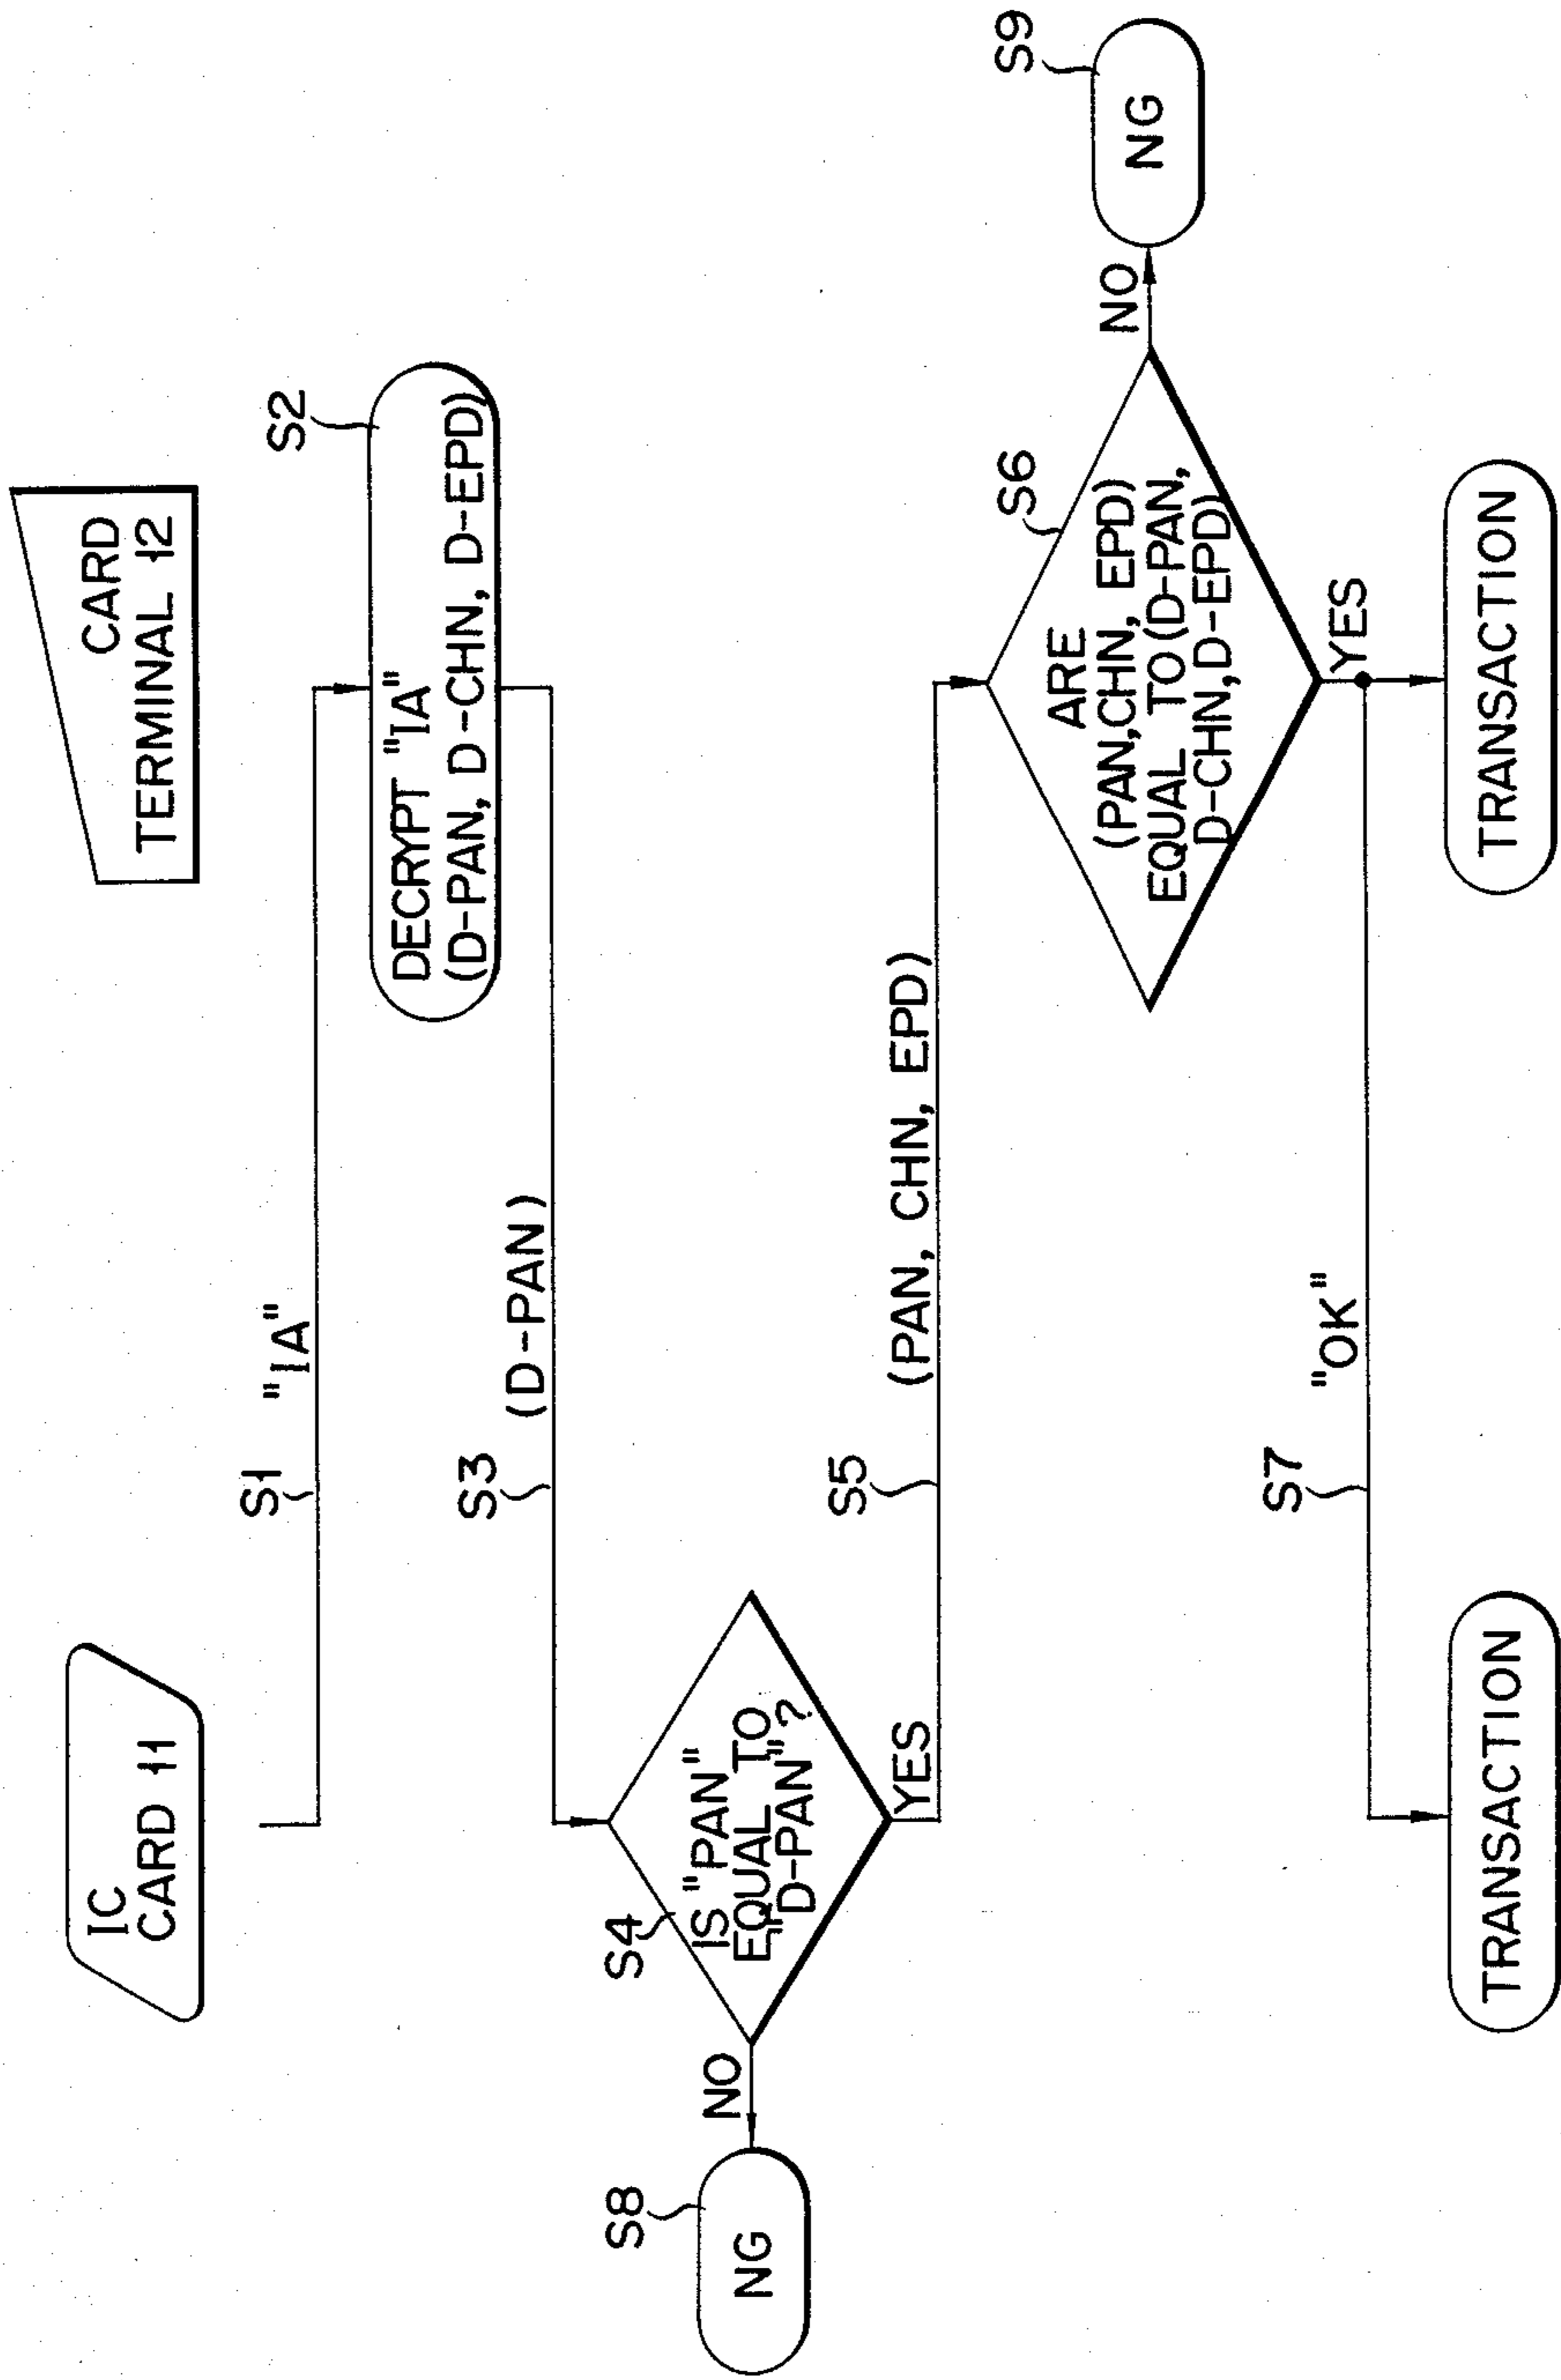 IC
CARD 11
CARD
TERMINAL 12
S1
"IA"
S2
DECRYPT "IA"
(D-PAN, D-CHN, D-EPD)
S3
(D-PAN)
S4
IS "PAN"
EQUAL TO
"D-PAN"?
NO
S8
NG
YES
S5
(PAN, CHN, EPD)
S6
ARE
(PAN,CHN, EPD)
EQUAL TO (D-PAN,
D-CHN,D-EPD)
NO
S9
NG
YES
S7
"OK"
TRANSACTION
TRANSACTION